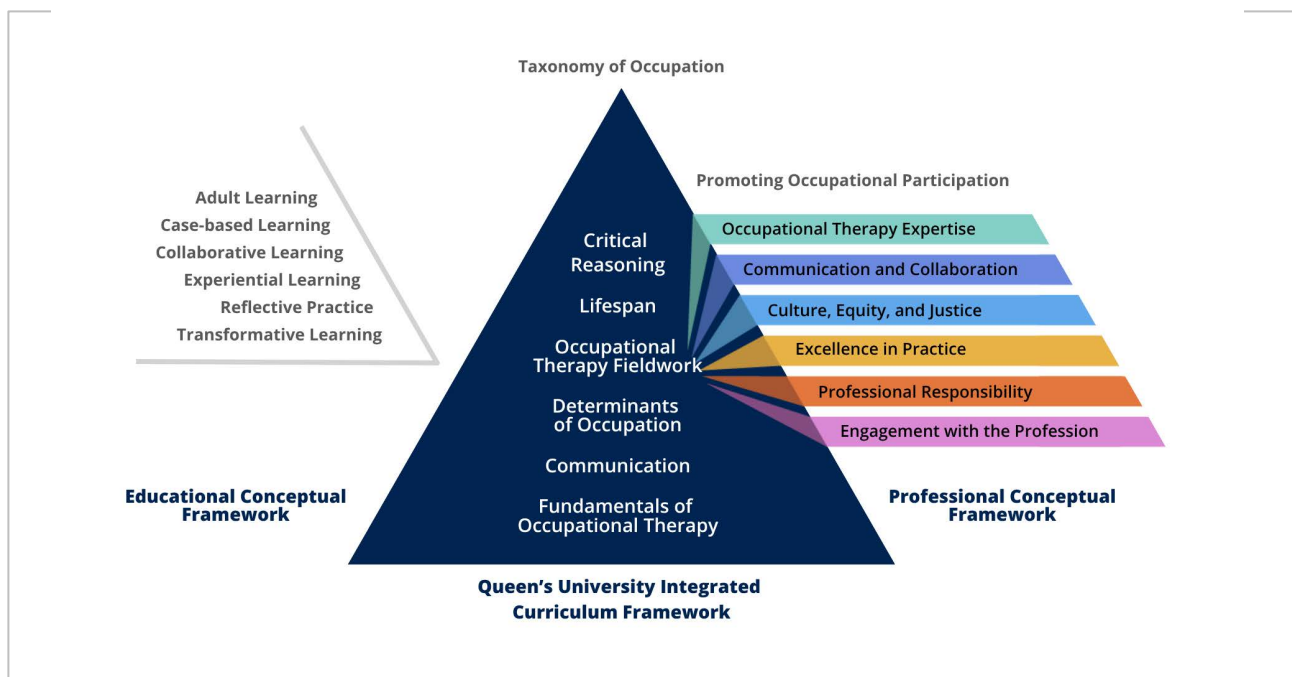 Taxonomy of Occupation
Adult Learning
Case-based Learning
Collaborative Learning
Experiential Learning
Reflective Practice
Transformative Learning
Educational Conceptual
Framework
Critical
Reasoning
Lifespan
Occupational
Therapy Fieldwork
Determinants
of Occupation
Communication
Fundamentals of
Occupational Therapy
Promoting Occupational Participation
Occupational Therapy Expertise
Communication and Collaboration
Culture, Equity, and Justice
Excellence in Practice
Professional Responsibility
Engagement with the Profession
Professional Conceptual
Framework
Queen’s University Integrated
Curriculum Framework